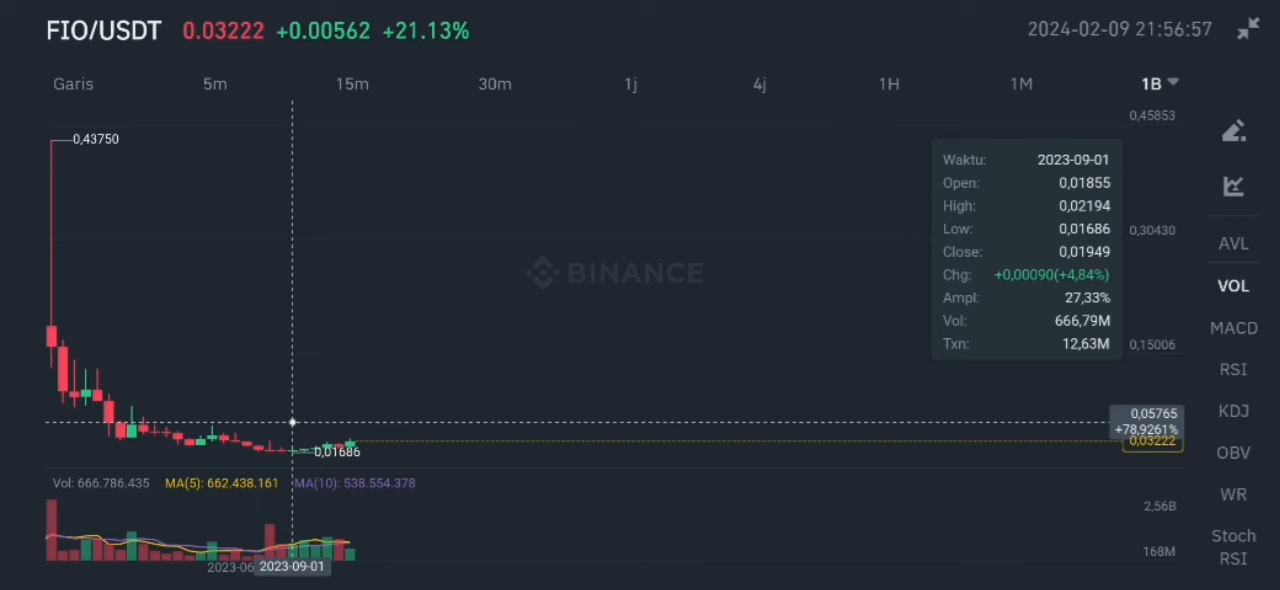 FIO/USDT 0.03222 +0.00562 +21.13% 2024-02-09 21:56:57
Garis 5m 15m 30m 1j 4j 1H 1M 1B
0,45853
0,43750
Waktu: 2023-09-01
Open: 0,01855
High: 0,02194
Low: 0,01686
Close: 0,01949
Chg: +0,00090(+4,84%)
Ampl: 27,33%
Vol: 666,79M
Txn: 12,63M
0,30430
BINANCE
0,15006
0,05765
+78,9261%
0,03222
0,01686
Vol: 666.786.435 MA(5): 662.438.161 MA(10): 538.554.378
2,56B
168M
2023-06 2023-09-01
AVL
VOL
MACD
RSI
KDJ
OBV
WR
Stoch
RSI